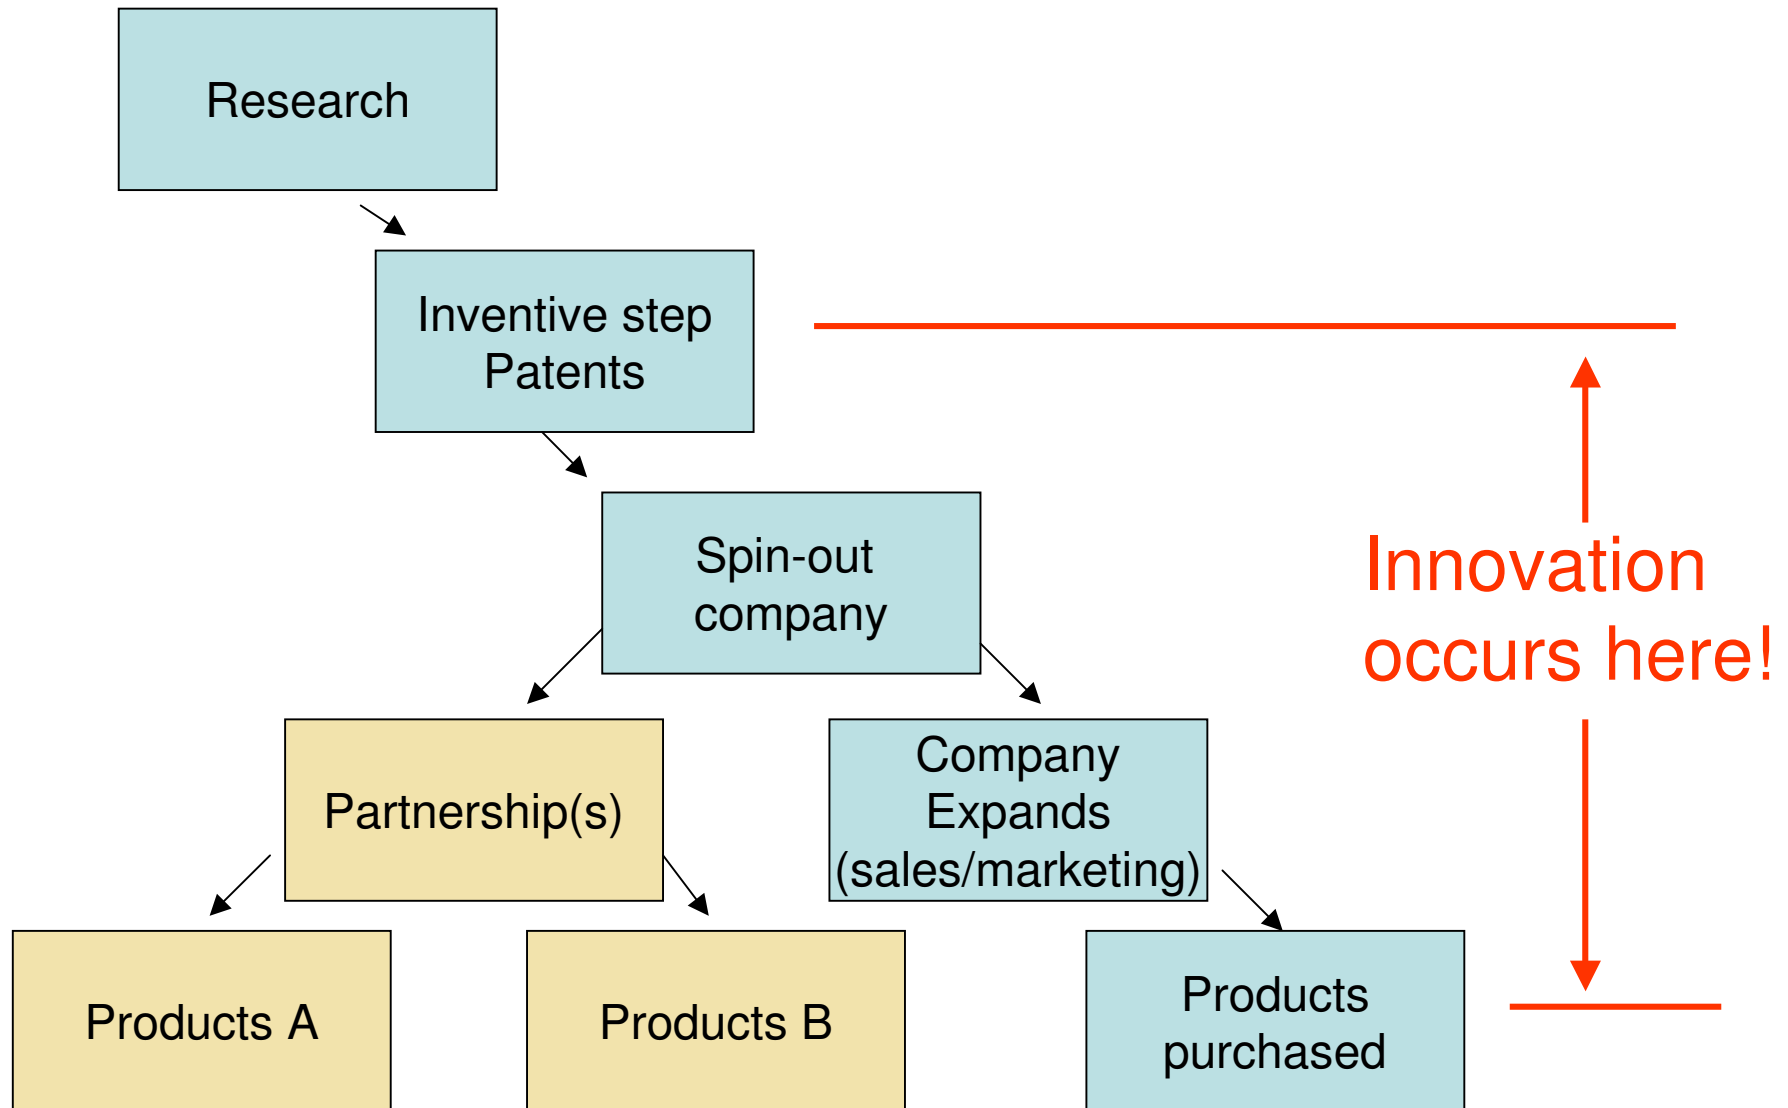 Research
Inventive step
Patents
Spin-out
company
Innovation
occurs here!
Partnership(s)
Company
Expands
(sales/marketing)
Products A
Products B
Products
purchased